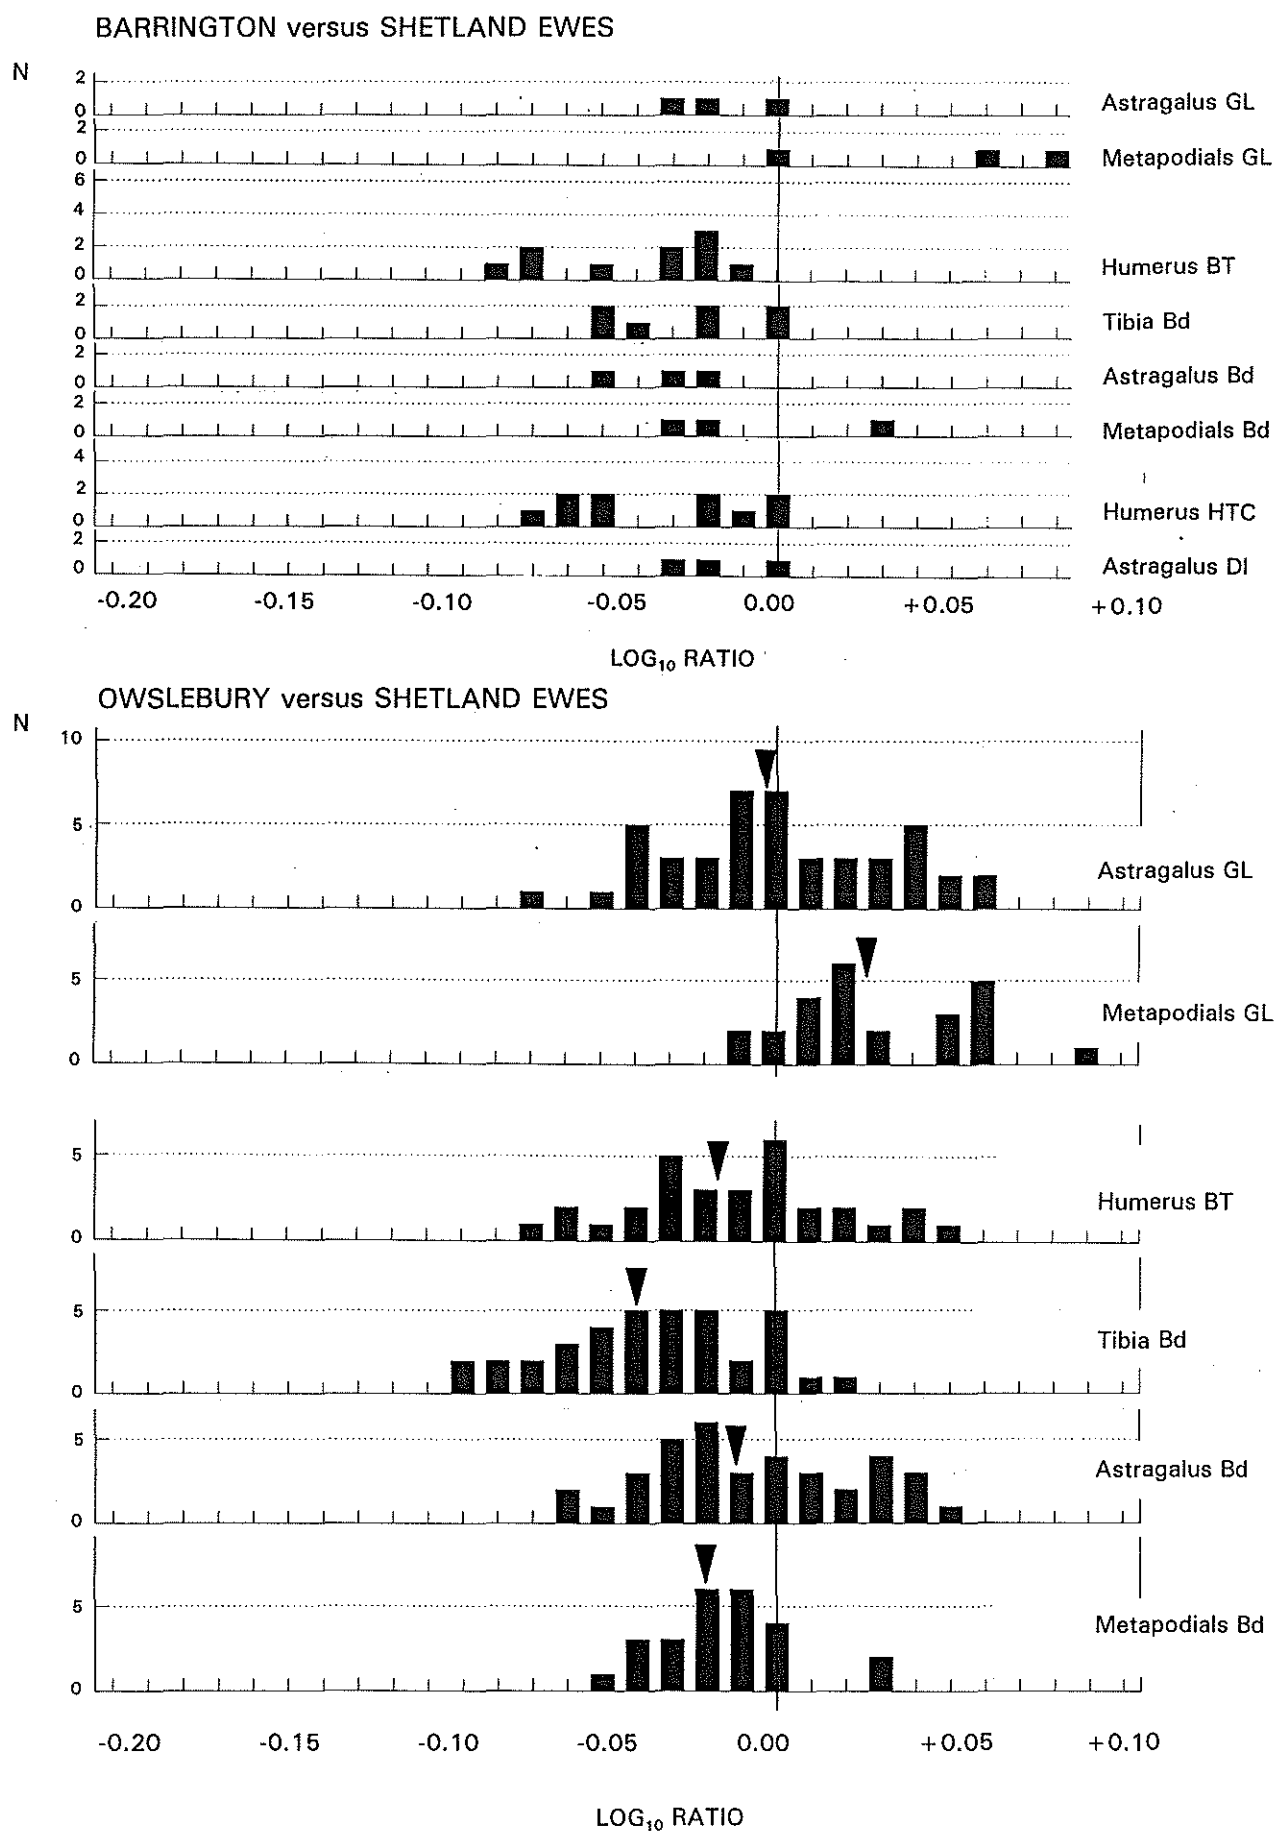 BARRINGTON versus SHETLAND EWES
N
2
0
Astragalus GL
2
0
Metapodials GL
6
4
2
0
Humerus BT
2
0
Tibia Bd
2
0
Astragalus Bd
2
0
Metapodials Bd
4
2
0
Humerus HTC
2
0
Astragalus Dl
-0.20 -0.15 -0.10 -0.05 0.00 +0.05 +0.10
LOG₁₀ RATIO
OWSLEBURY versus SHETLAND EWES
N
10
5
0
Astragalus GL
5
0
Metapodials GL
5
0
Humerus BT
5
0
Tibia Bd
5
0
Astragalus Bd
5
0
Metapodials Bd
-0.20 -0.15 -0.10 -0.05 0.00 +0.05 +0.10
LOG₁₀ RATIO